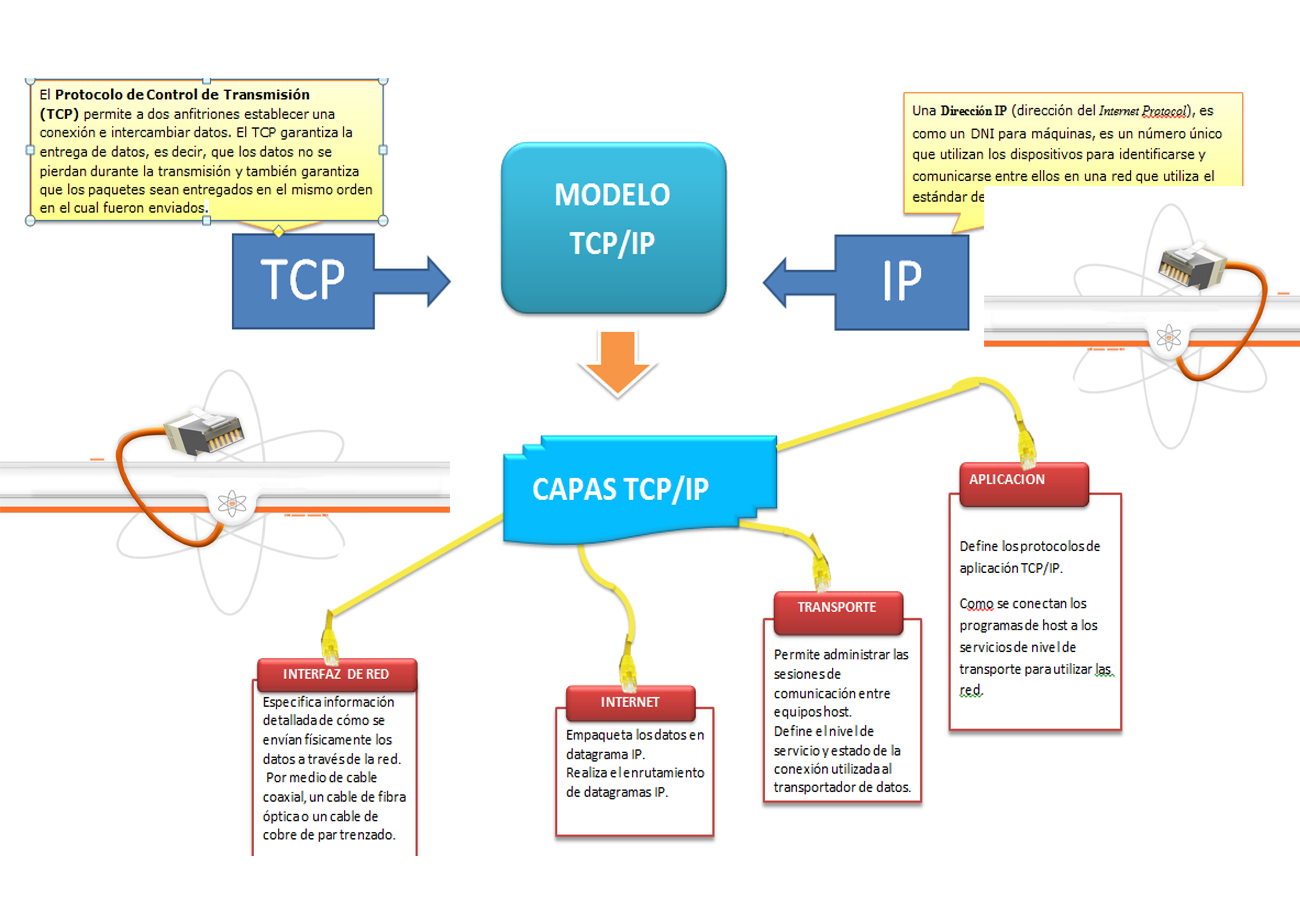 El Protocolo de Control de Transmisión
(TCP) permite a dos anfitriones establecer una
conexión e intercambiar datos. El TCP garantiza la
entrega de datos, es decir, que los datos no se
pierdan durante la transmisión y también garantiza
que los paquetes sean entregados en el mismo orden
en el cual fueron enviados.
TCP
MODELO
TCP/IP
Una Dirección IP (dirección del Internet Protocol), es
como un DNI para máquinas, es un número único
que utilizan los dispositivos para identificarse y
comunicarse entre ellos en una red que utiliza el
estándar de
IP
CAPAS TCP/IP
INTERFAZ DE RED
Especifica información
detallada de cómo se
envían físicamente los
datos a través de la red.
Por medio de cable
coaxial, un cable de fibra
óptica o un cable de
cobre de par trenzado.
INTERNET
Empaqueta los datos en
datagrama IP.
Realiza el enrutamiento
de datagramas IP.
TRANSPORTE
Permite administrar las
sesiones de
comunicación entre
equipos host.
Define el nivel de
servicio y estado de la
conexión utilizada al
transportador de datos.
APLICACION
Define los protocolos de
aplicación TCP/IP.
Como se conectan los
programas de host a los
servicios de nivel de
transporte para utilizar las
red.